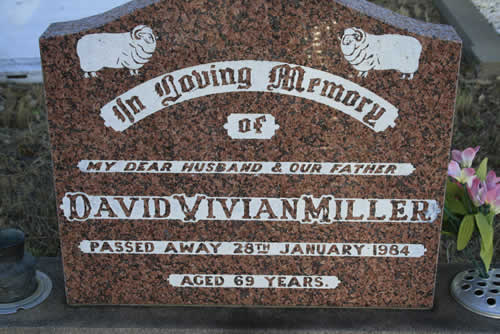 In Loving Memory
of
MY DEAR HUSBAND & OUR FATHER
DAVID VIVIAN MILLER
PASSED AWAY 28TH JANUARY 1984
AGED 69 YEARS.